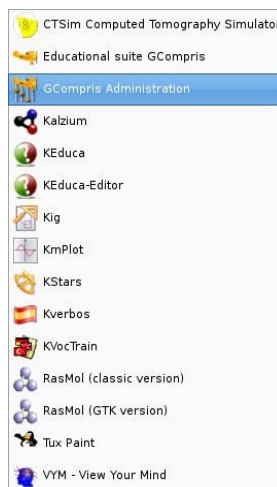 CTSim Computed Tomography Simulator
Educational suite GCompris
GCompris Administration
Kalzium
KEduca
KEduca-Editor
Kig
KmPlot
KStars
Kverbos
KVocTrain
RasMol (classic version)
RasMol (GTK version)
Tux Paint
VYM - View Your Mind